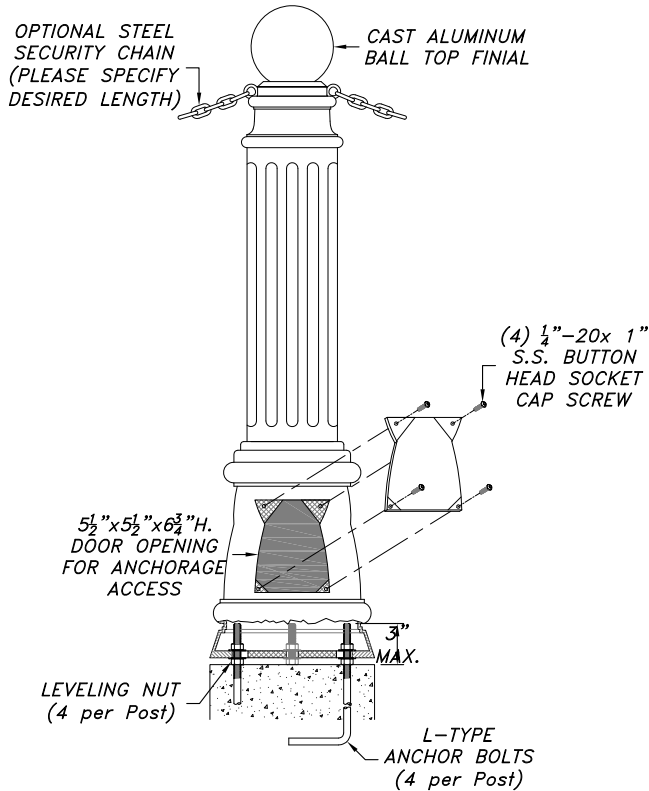 OPTIONAL STEEL
SECURITY CHAIN
(PLEASE SPECIFY
DESIRED LENGTH)
CAST ALUMINUM
BALL TOP FINIAL
(4) 1/4"-20x 1"
S.S. BUTTON
HEAD SOCKET
CAP SCREW
5 1/2"x5 1/2"x6 3/4"H.
DOOR OPENING
FOR ANCHORAGE
ACCESS
3"
MAX.
LEVELING NUT
(4 per Post)
L-TYPE
ANCHOR BOLTS
(4 per Post)